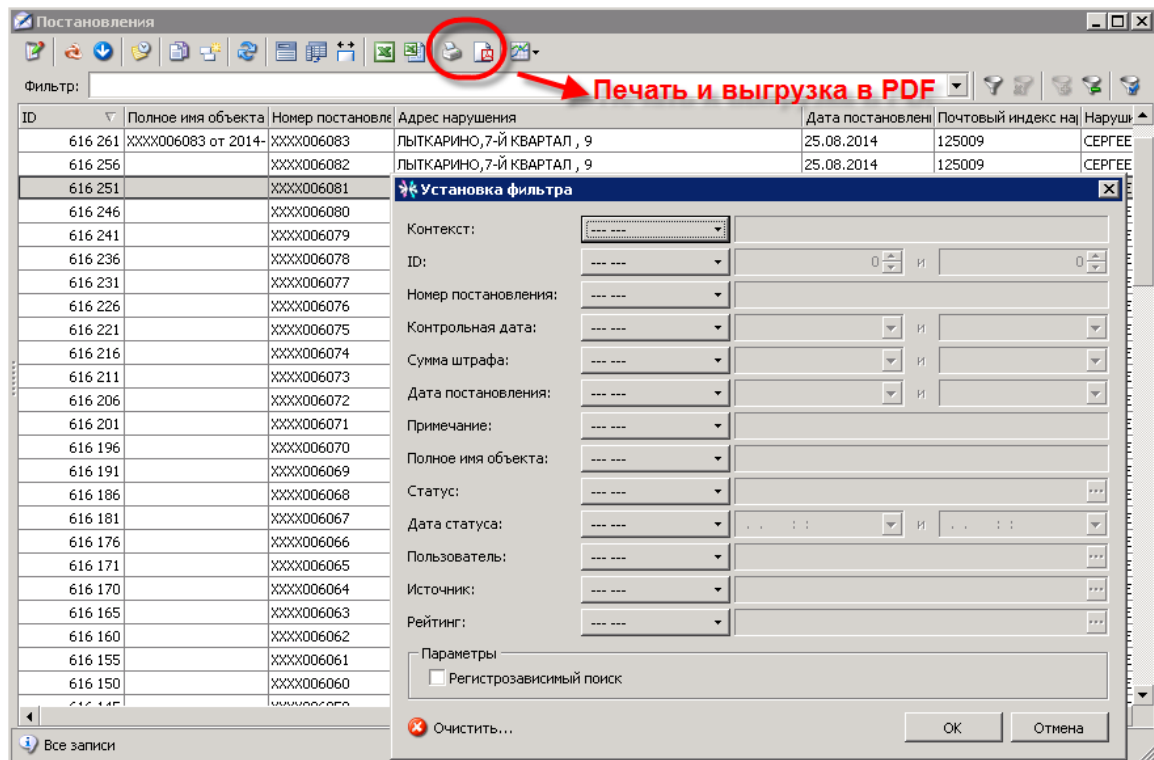 Постановления
Фильтр:
Печать и выгрузка в PDF
ID Полное имя объекта Номер постановле Адрес нарушения Дата постановлені Почтовый индекс наړ Наруши
616 261 XXXX006083 от 2014- XXXX006083 ЛЫТКАРИНО,7-Й КВАРТАЛ , 9 25.08.2014 125009 СЕРГЕЕ
616 256 XXXX006082 ЛЫТКАРИНО,7-Й КВАРТАЛ , 9 25.08.2014 125009 СЕРГЕЕ
616 251 XXXX006081
616 246 XXXX006080
616 241 XXXX006079
616 236 XXXX006078
616 231 XXXX006077
616 226 XXXX006076
616 221 XXXX006075
616 216 XXXX006074
616 211 XXXX006073
616 206 XXXX006072
616 201 XXXX006071
616 196 XXXX006070
616 191 XXXX006069
616 186 XXXX006068
616 181 XXXX006067
616 176 XXXX006066
616 171 XXXX006065
616 170 XXXX006064
616 165 XXXX006063
616 160 XXXX006062
616 155 XXXX006061
616 150 XXXX006060
Установка фильтра
Контекст: --- ---
ID: --- --- 0 и 0
Номер постановления: --- ---
Контрольная дата: --- --- и
Сумма штрафа: --- --- и
Дата постановления: --- --- и
Примечание: --- ---
Полное имя объекта: --- ---
Статус: --- --- ...
Дата статуса: --- --- . . : : и . . : :
Пользователь: --- --- ...
Источник: --- --- ...
Рейтинг: --- --- ...
Параметры
Регистрозависимый поиск
Очистить... OK Отмена
Все записи